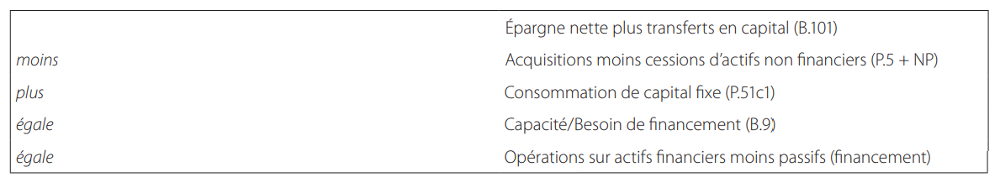 Épargne nette plus transferts en capital (B.101)
moins Acquisitions moins cessions d’actifs non financiers (P.5 + NP)
plus Consommation de capital fixe (P.51c1)
égale Capacité/Besoin de financement (B.9)
égale Opérations sur actifs financiers moins passifs (financement)